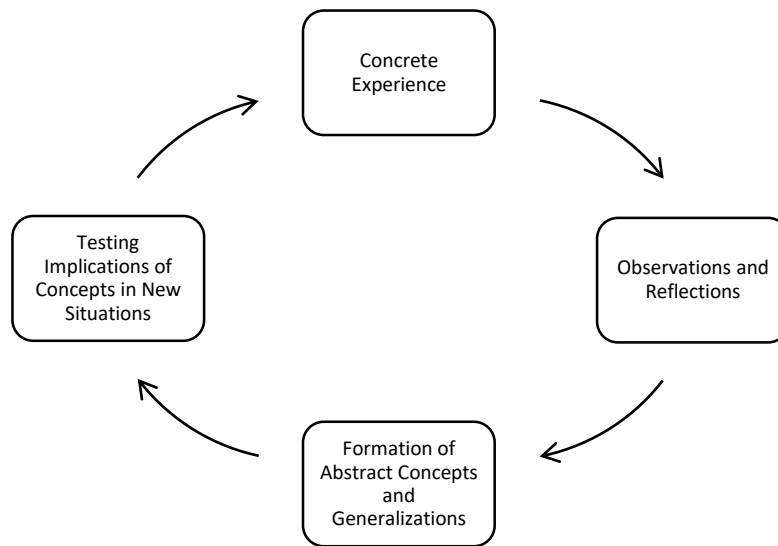 Concrete
Experience
Observations and
Reflections
Formation of
Abstract Concepts
and
Generalizations
Testing
Implications of
Concepts in New
Situations